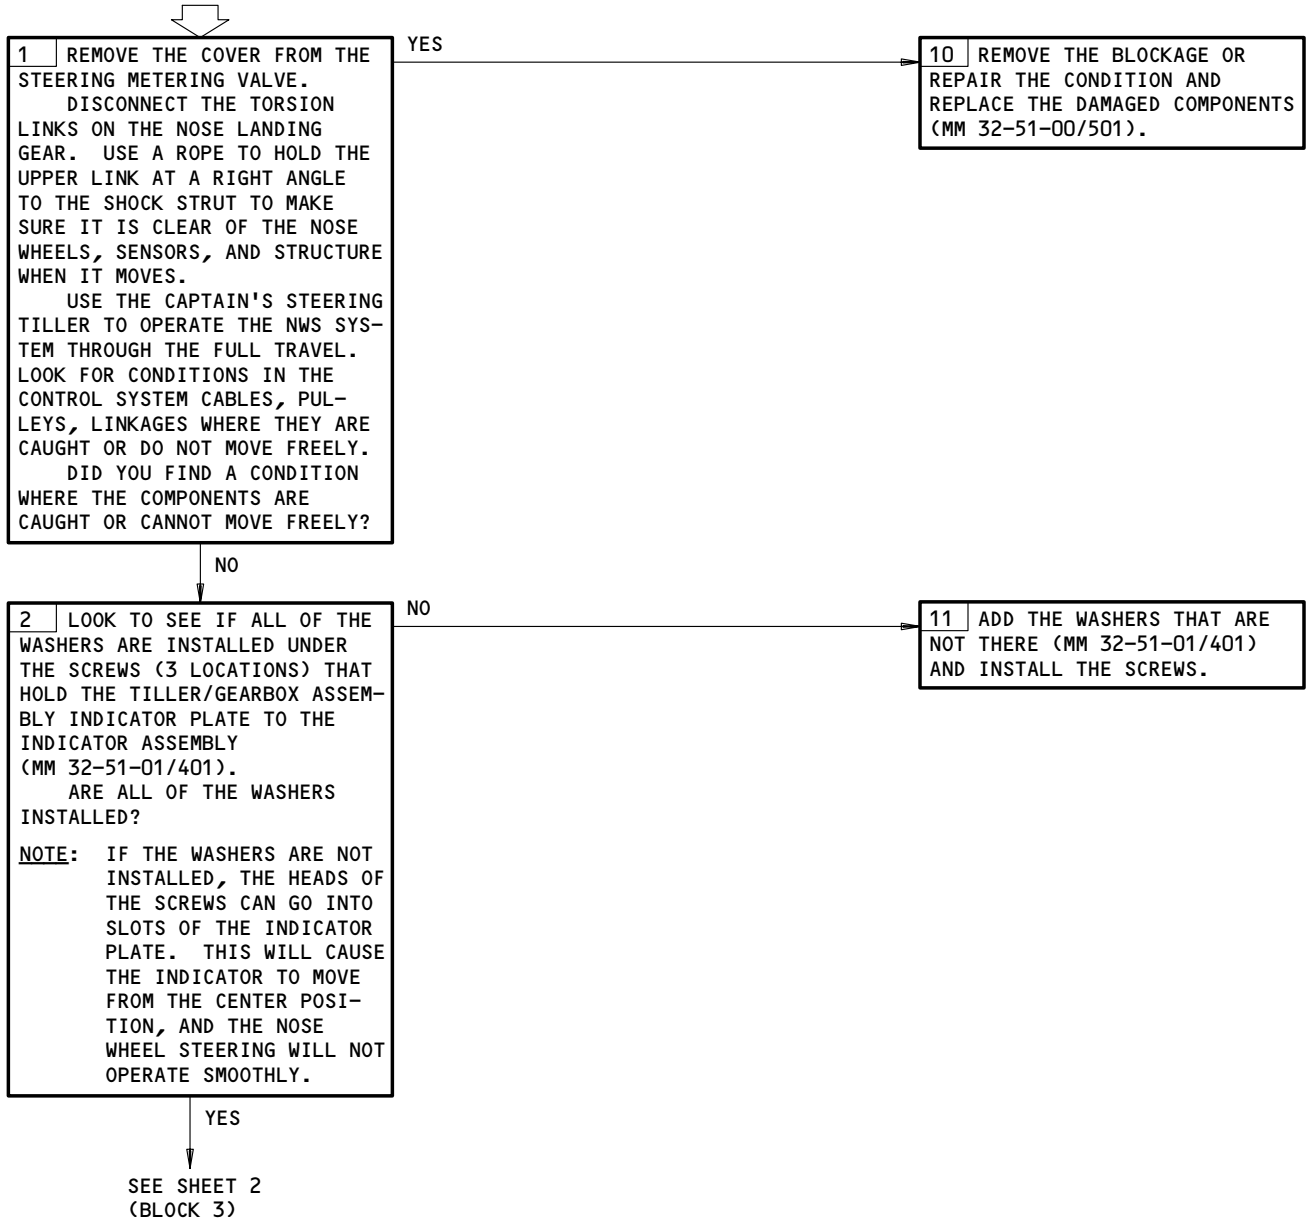 1 REMOVE THE COVER FROM THE
STEERING METERING VALVE.
DISCONNECT THE TORSION
LINKS ON THE NOSE LANDING
GEAR. USE A ROPE TO HOLD THE
UPPER LINK AT A RIGHT ANGLE
TO THE SHOCK STRUT TO MAKE
SURE IT IS CLEAR OF THE NOSE
WHEELS, SENSORS, AND STRUCTURE
WHEN IT MOVES.
USE THE CAPTAIN'S STEERING
TILLER TO OPERATE THE NWS SYS-
TEM THROUGH THE FULL TRAVEL.
LOOK FOR CONDITIONS IN THE
CONTROL SYSTEM CABLES, PUL-
LEYS, LINKAGES WHERE THEY ARE
CAUGHT OR DO NOT MOVE FREELY.
DID YOU FIND A CONDITION
WHERE THE COMPONENTS ARE
CAUGHT OR CANNOT MOVE FREELY?
YES
10 REMOVE THE BLOCKAGE OR
REPAIR THE CONDITION AND
REPLACE THE DAMAGED COMPONENTS
(MM 32-51-00/501).
NO
2 LOOK TO SEE IF ALL OF THE
WASHERS ARE INSTALLED UNDER
THE SCREWS (3 LOCATIONS) THAT
HOLD THE TILLER/GEARBOX ASSEM-
BLY INDICATOR PLATE TO THE
INDICATOR ASSEMBLY
(MM 32-51-01/401).
ARE ALL OF THE WASHERS
INSTALLED?
NOTE: IF THE WASHERS ARE NOT
INSTALLED, THE HEADS OF
THE SCREWS CAN GO INTO
SLOTS OF THE INDICATOR
PLATE. THIS WILL CAUSE
THE INDICATOR TO MOVE
FROM THE CENTER POSI-
TION, AND THE NOSE
WHEEL STEERING WILL NOT
OPERATE SMOOTHLY.
NO
11 ADD THE WASHERS THAT ARE
NOT THERE (MM 32-51-01/401)
AND INSTALL THE SCREWS.
YES
SEE SHEET 2
(BLOCK 3)